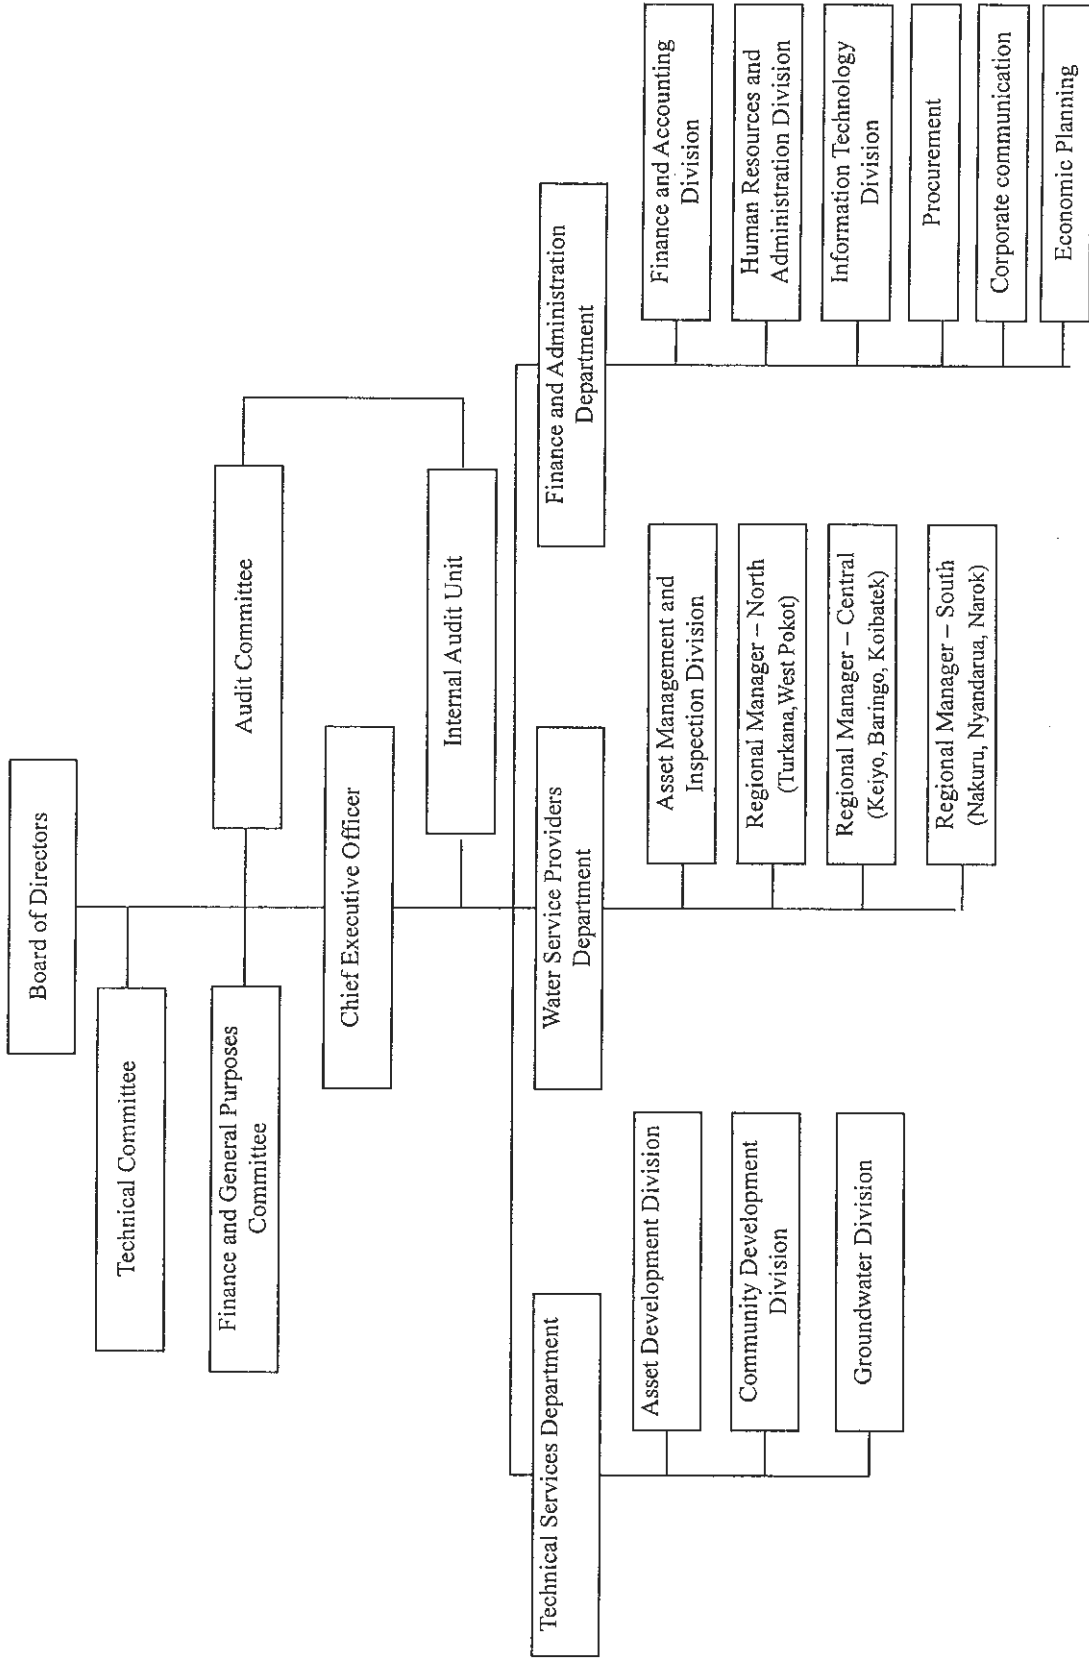 Board of Directors
Technical Committee
Finance and General Purposes
Committee
Audit Committee
Chief Executive Officer
Internal Audit Unit
Technical Services Department
Asset Development Division
Community Development
Division
Groundwater Division
Water Service Providers
Department
Asset Management and
Inspection Division
Regional Manager – North
(Turkana,West Pokot)
Regional Manager – Central
(Keiyo, Baringo, Koibatek)
Regional Manager – South
(Nakuru, Nyandarua, Narok)
Finance and Administration
Department
Finance and Accounting
Division
Human Resources and
Administration Division
Information Technology
Division
Procurement
Corporate communication
Economic Planning